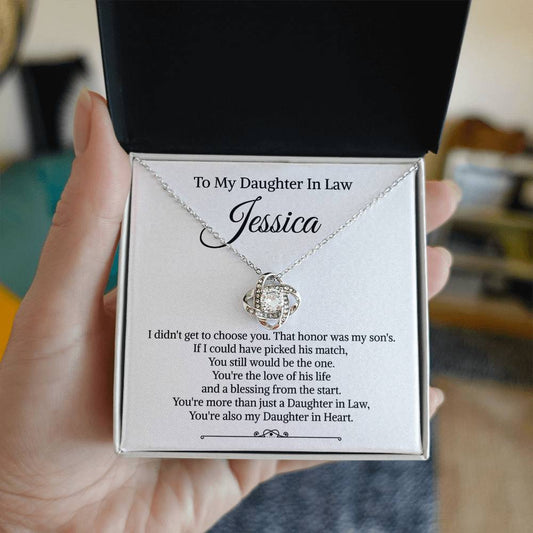 To My Daughter In Law
Jessica
I didn't get to choose you. That honor was my son's.
If I could have picked his match,
You still would be the one.
You're the love of his life
and a blessing from the start.
You're more than just a Daughter in Law,
You're also my Daughter in Heart.